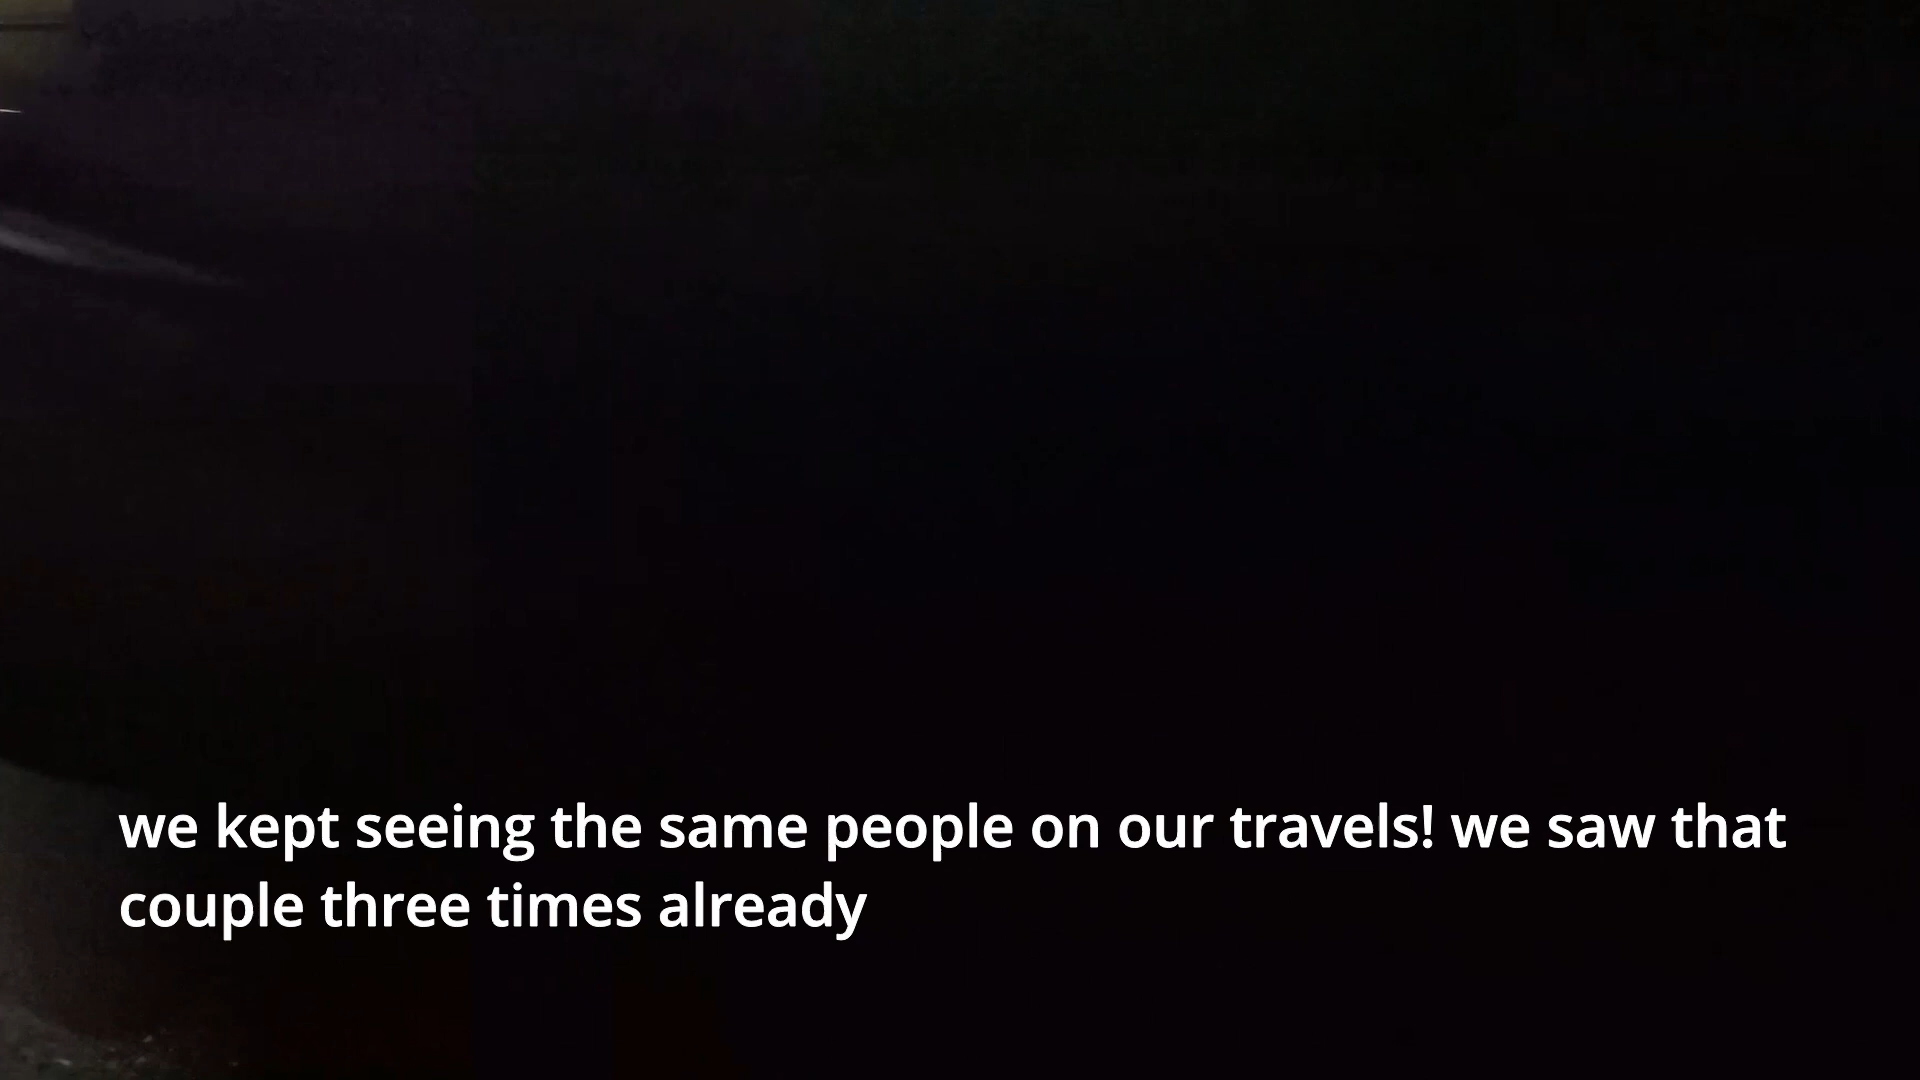 we kept seeing the same people on our travels! we saw that
couple three times already